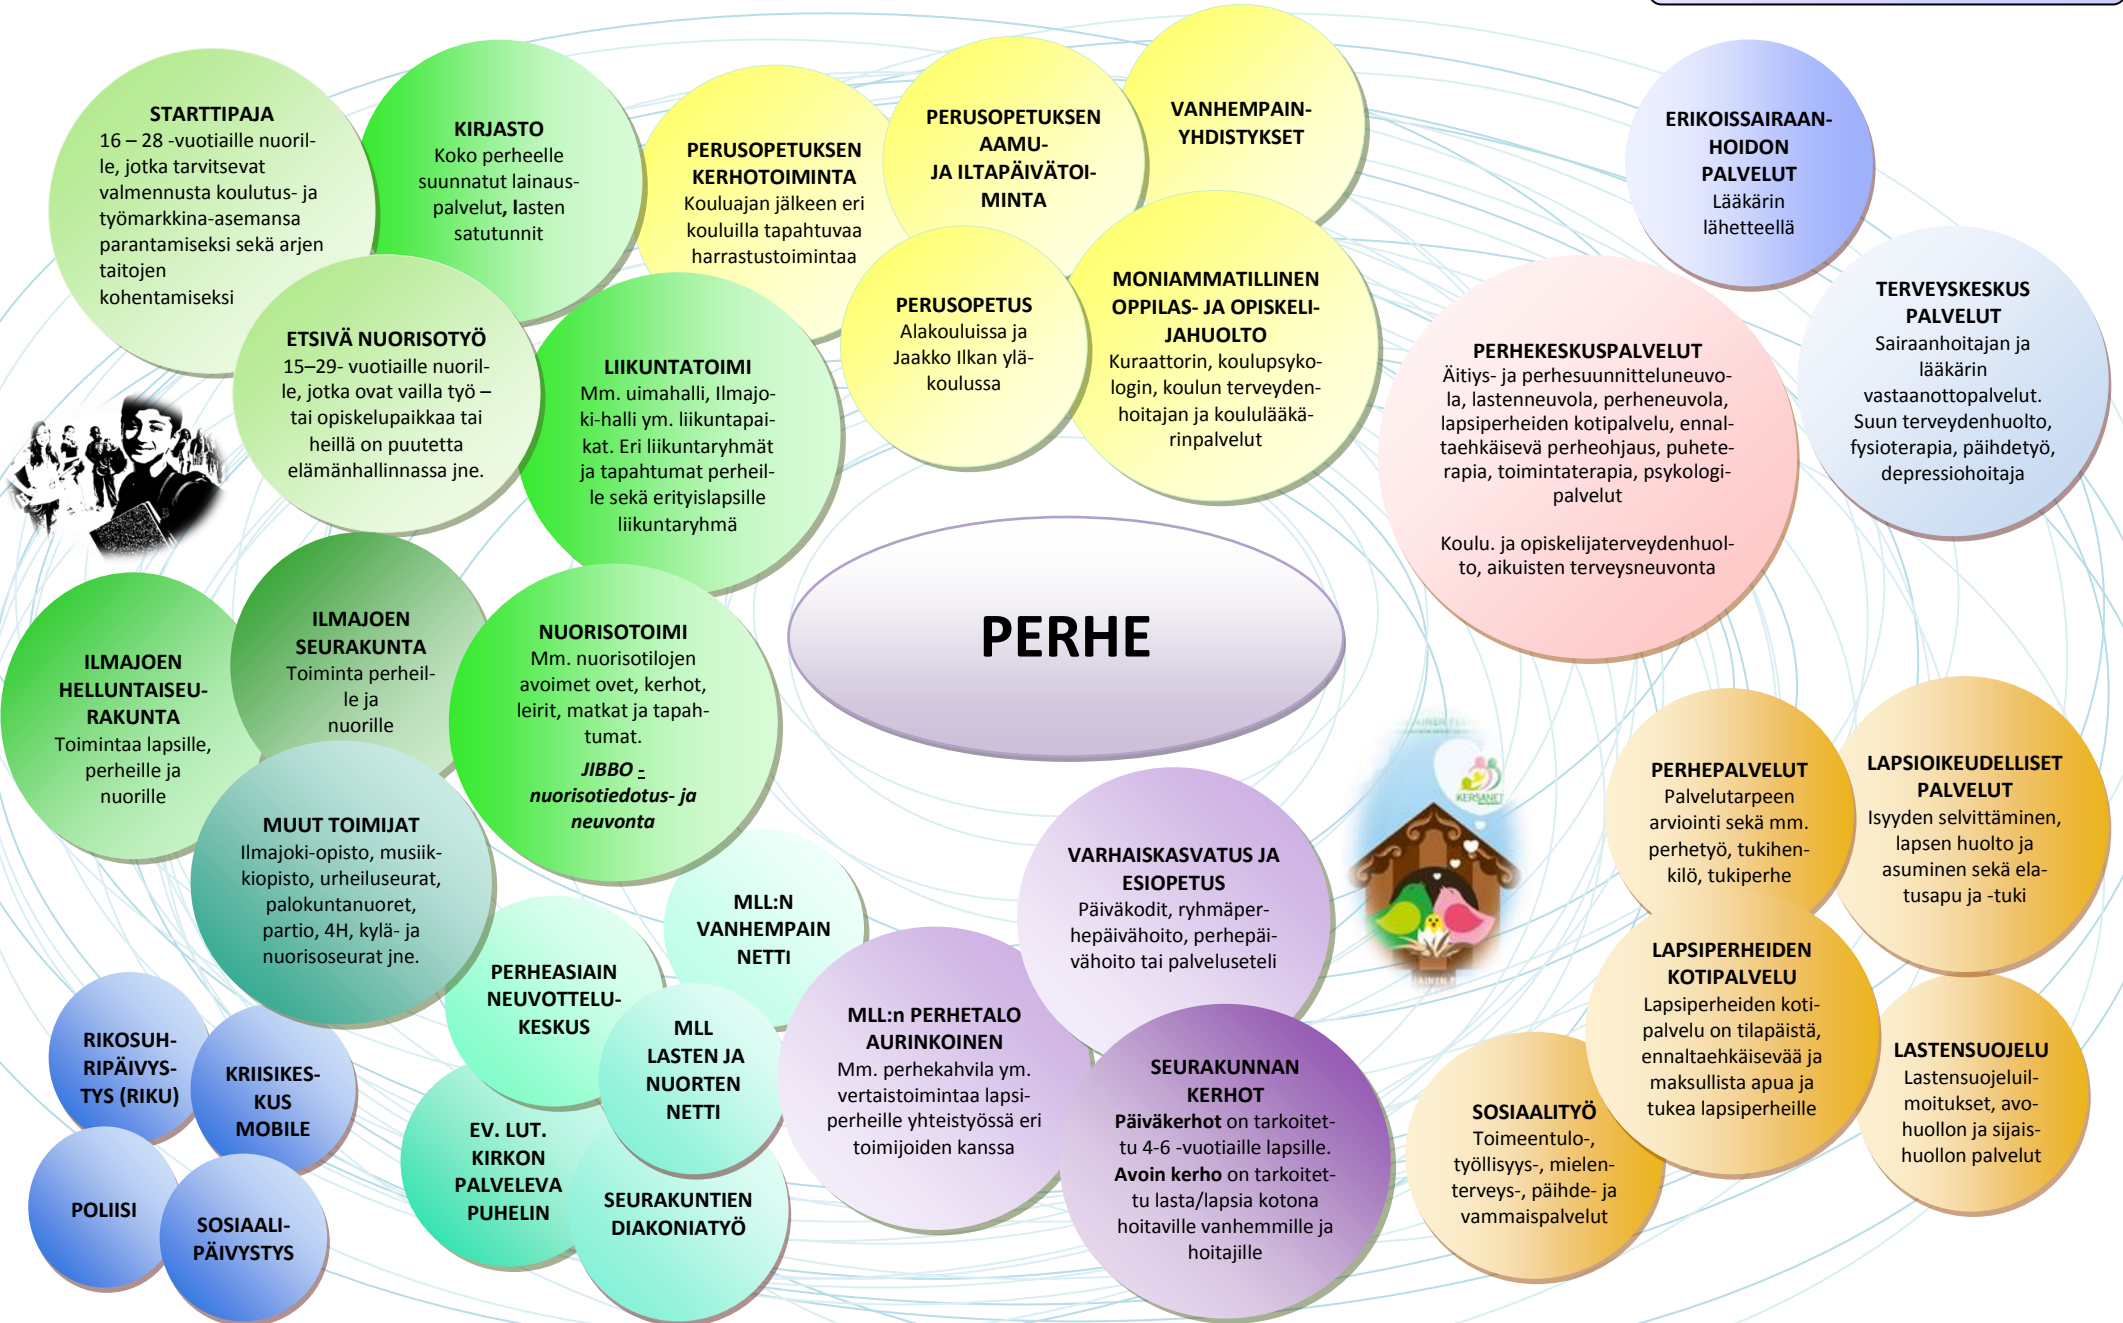 STARTTIPAJA
16 – 28 -vuotiaille nuoril-
le, jotka tarvitsevat
valmennusta koulutus- ja
työmarkkina-asemansa
parantamiseksi sekä arjen
taitojen
kohentamiseksi
KIRJASTO
Koko perheelle
suunnatut lainaus-
palvelut, lasten
satutunnit
PERUSOPETUKSEN
KERHOTOIMINTA
Kouluajan jälkeen eri
kouluilla tapahtuvaa
harrastustoimintaa
PERUSOPETUKSEN
AAMU-
JA ILTAPÄIVÄTOI-
MINTA
VANHEMPAIN-
YHDISTYKSET
ERIKOISSAIRAAN-
HOIDON
PALVELUT
Lääkärin
lähetteellä
ETSIVÄ NUORISOTYÖ
15–29- vuotiaille nuoril-
le, jotka ovat vailla työ –
tai opiskelupaikkaa tai
heillä on puutetta
elämänhallinnassa jne.
LIIKUNTATOIMI
Mm. uimahalli, Ilmajo-
ki-halli ym. liikuntapai-
kat. Eri liikuntaryhmät
ja tapahtumat perheil-
le sekä erityislapsille
liikuntaryhmä
PERUSOPETUS
Alakouluissa ja
Jaakko Ilkan ylä-
koulussa
MONIAMMATILLINEN
OPPILAS- JA OPISKELI-
JAHUOLTO
Kuraattorin, koulupsyko-
login, koulun terveyden-
hoitajan ja koululääkä-
rinpalvelut
PERHEKESKUSPALVELUT
Äitiys- ja perhesuunnitteluneuvo-
la, lastenneuvola, perheneuvola,
lapsiperheiden kotipalvelu, ennal-
taehkäisevä perheohjaus, puhete-
rapia, toimintaterapia, psykologi-
palvelut
Koulu. ja opiskelijaterveydenhuol-
to, aikuisten terveysneuvonta
TERVEYSKESKUS
PALVELUT
Sairaanhoitajan ja
lääkärin
vastaanottopalvelut.
Suun terveydenhuolto,
fysioterapia, päihdetyö,
depressiohoitaja
ILMAJOEN
HELLUNTAISEU-
RAKUNTA
Toimintaa lapsille,
perheille ja
nuorille
ILMAJOEN
SEURAKUNTA
Toiminta perheil-
le ja
nuorille
NUORISOTOIMI
Mm. nuorisotilojen
avoimet ovet, kerhot,
leirit, matkat ja tapah-
tumat.
JIBBO -
nuorisotiedotus- ja
neuvonta
PERHE
MUUT TOIMIJAT
Ilmajoki-opisto, musiik-
kiopisto, urheiluseurat,
palokuntanuoret,
partio, 4H, kylä- ja
nuorisoseurat jne.
PERHEASIAIN
NEUVOTTELU-
KESKUS
MLL:N
VANHEMPAIN
NETTI
MLL
LASTEN JA
NUORTEN
NETTI
EV. LUT.
KIRKON
PALVELEVA
PUHELIN
SEURAKUNTIEN
DIAKONIATYÖ
RIKOSUH-
RIPÄIVYS-
TYS (RIKU)
KRIISIKES-
KUS
MOBILE
POLIISI
SOSIAALI-
PÄIVYSTYS
MLL:n PERHETALO
AURINKOINEN
Mm. perhekahvila ym.
vertaistoimintaa lapsi-
perheille yhteistyössä eri
toimijoiden kanssa
VARHAISKASVATUS JA
ESIOPETUS
Päiväkodit, ryhmäper-
hepäivähoito, perhepäi-
vähoito tai palveluseteli
SEURAKUNNAN
KERHOT
Päiväkerhot on tarkoitet-
tu 4-6 -vuotiaille lapsille.
Avoin kerho on tarkoitet-
tu lasta/lapsia kotona
hoitaville vanhemmille ja
hoitajille
KERSANET
PERHEPALVELUT
Palvelutarpeen
arviointi sekä mm.
perhetyö, tukihen-
kilö, tukiperhe
LAPSIOIKEUDELLISET
PALVELUT
Isyyden selvittäminen,
lapsen huolto ja
asuminen sekä ela-
tusapu ja -tuki
LAPSIPERHEIDEN
KOTIPALVELU
Lapsiperheiden koti-
palvelu on tilapäistä,
ennaltaehkäisevää ja
maksullista apua ja
tukea lapsiperheille
SOSIAALITYÖ
Toimeentulo-,
työllisyys-, mielen-
terveys-, päihde- ja
vammaispalvelut
LASTENSUOJELU
Lastensuojeluil-
moitukset, avo-
huollon ja sijais-
huollon palvelut